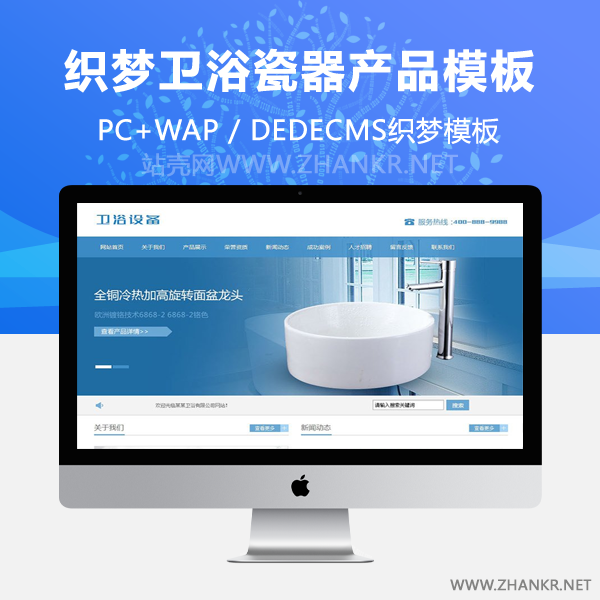 织梦卫浴瓷器产品模板
PC+WAP / DEDECMS织梦模板
站壳网WWW.ZHANKR.NET
卫浴设备
服务热线：400-888-9988
网站首页 关于我们 产品展示 荣誉资质 新闻动态 成功案例 人才招聘 留言反馈 联系我们
全铜冷热加高旋转面盆龙头
欧洲镀铬技术6868-2 6868-2铬色
查看产品详情>>
欢迎光临某某卫浴有限公司网站！
请输入搜索关键词 搜索
关于我们 查看更多 +
新闻动态 查看更多 +
WWW.ZHANKR.NET